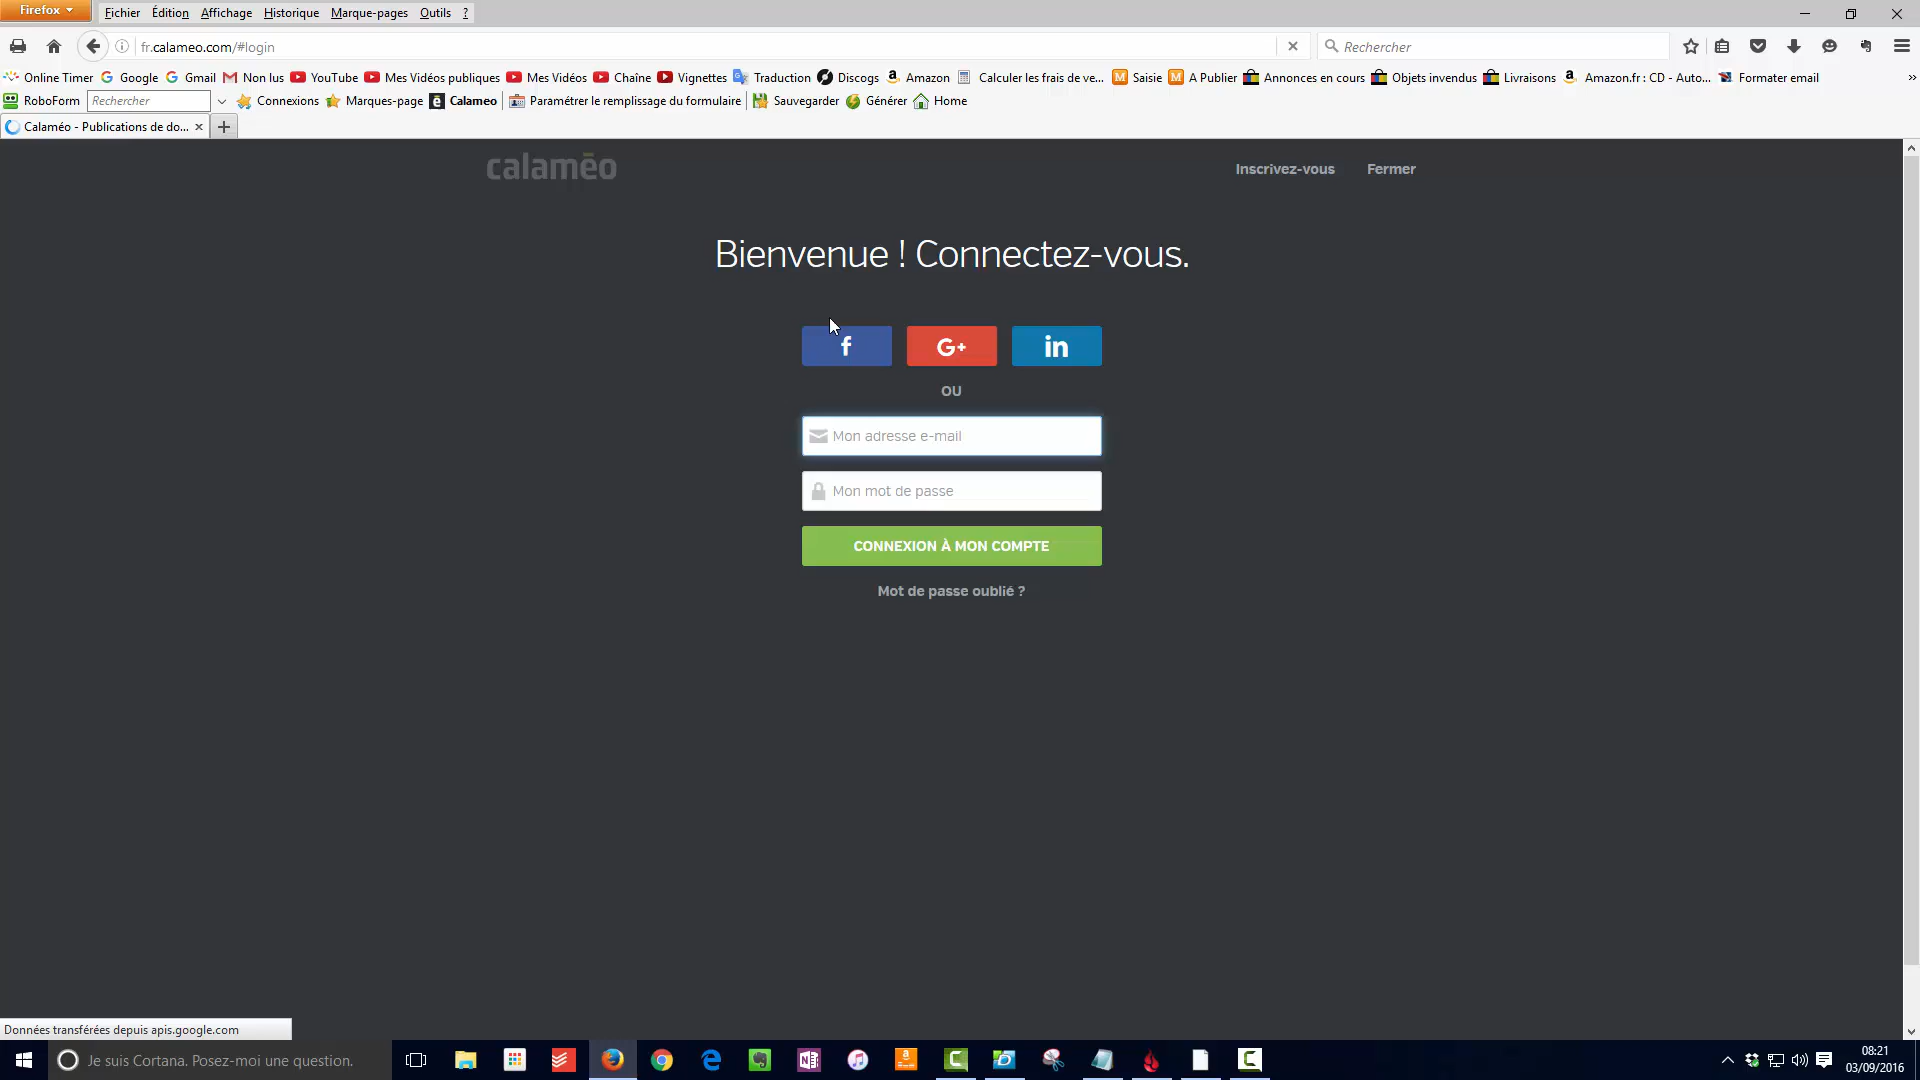 Firefox
Fichier Édition Affichage Historique Marque-pages Outils ?
fr.calameo.com/#login
Rechercher
Online Timer Google Gmail Non lus YouTube Mes Vidéos publiques Mes Vidéos Chaîne Vignettes Traduction Discogs Amazon Calculer les frais de ve... Saisie A Publier Annonces en cours Objets invendus Livraisons Amazon.fr : CD - Auto... Formater email »
RoboForm Rechercher Connexions Marques-page Calameo Paramétrer le remplissage du formulaire Sauvegarder Générer Home
Calaméo - Publications de do...
calamēo
Inscrivez-vous Fermer
Bienvenue ! Connectez-vous.
f G+ in
OU
Mon adresse e-mail
Mon mot de passe
CONNEXION À MON COMPTE
Mot de passe oublié ?
Données transférées depuis apis.google.com
Je suis Cortana. Posez-moi une question.
08:21
03/09/2016